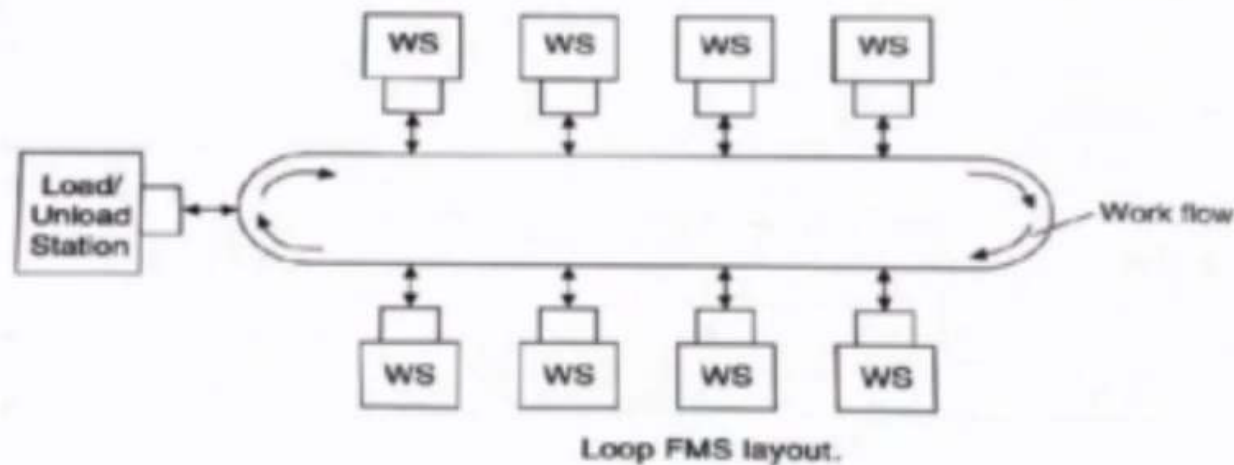 WS WS WS WS
Load/
Unload
Station
Work flow
WS WS WS WS
Loop FMS layout.